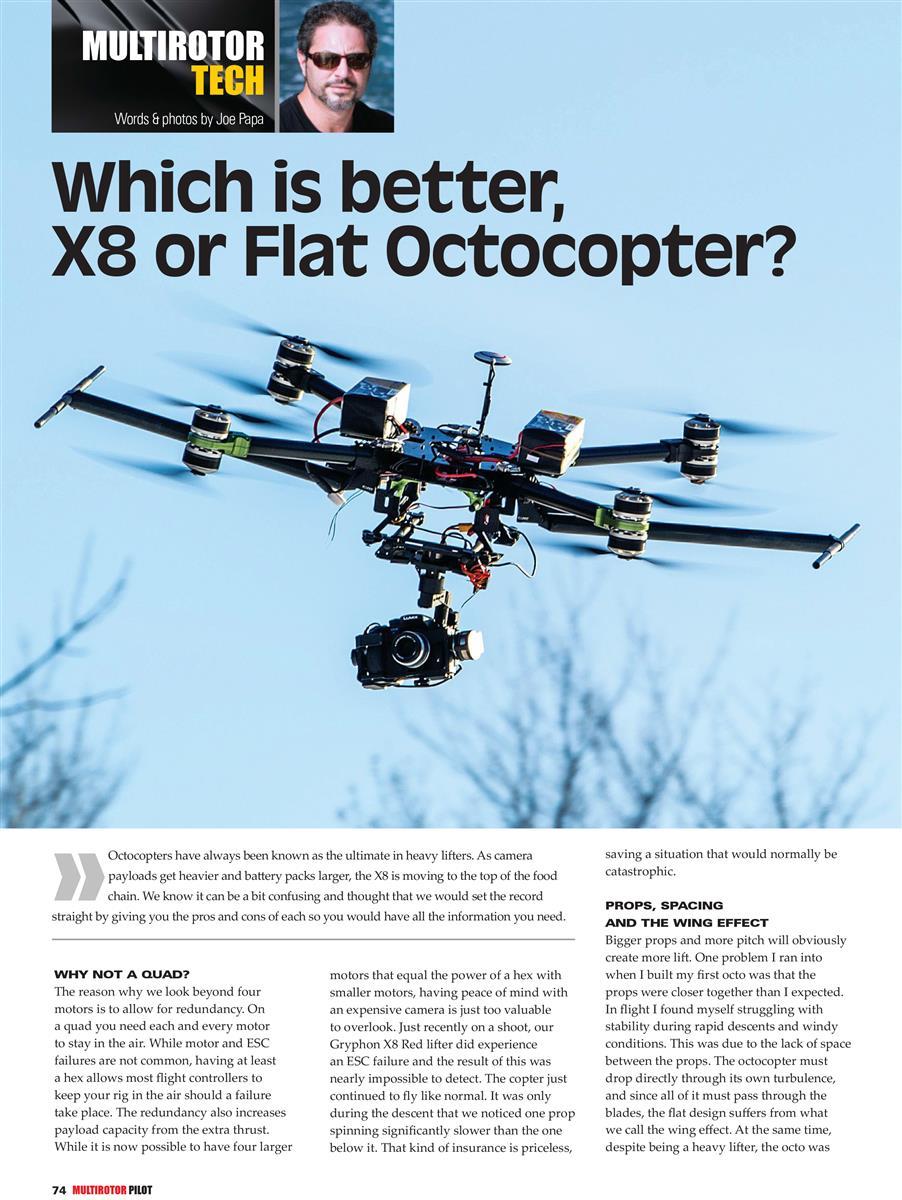 MULTIROTOR
TECH
Words & photos by Joe Papa
Which is better,
X8 or Flat Octocopter?
LUMIX
Octocopters have always been known as the ultimate in heavy lifters. As camera
payloads get heavier and battery packs larger, the X8 is moving to the top of the food
chain. We know it can be a bit confusing and thought that we would set the record
straight by giving you the pros and cons of each so you would have all the information you need.
WHY NOT A QUAD?
The reason why we look beyond four
motors is to allow for redundancy. On
a quad you need each and every motor
to stay in the air. While motor and ESC
failures are not common, having at least
a hex allows most flight controllers to
keep your rig in the air should a failure
take place. The redundancy also increases
payload capacity from the extra thrust.
While it is now possible to have four larger
motors that equal the power of a hex with
smaller motors, having peace of mind with
an expensive camera is just too valuable
to overlook. Just recently on a shoot, our
Gryphon X8 Red lifter did experience
an ESC failure and the result of this was
nearly impossible to detect. The copter just
continued to fly like normal. It was only
during the descent that we noticed one prop
spinning significantly slower than the one
below it. That kind of insurance is priceless,
saving a situation that would normally be
catastrophic.
PROPS, SPACING
AND THE WING EFFECT
Bigger props and more pitch will obviously
create more lift. One problem I ran into
when I built my first octo was that the
props were closer together than I expected.
In flight I found myself struggling with
stability during rapid descents and windy
conditions. This was due to the lack of space
between the props. The octocopter must
drop directly through its own turbulence,
and since all of it must pass through the
blades, the flat design suffers from what
we call the wing effect. At the same time,
despite being a heavy lifter, the octo was
74 MULTIROTOR PILOT